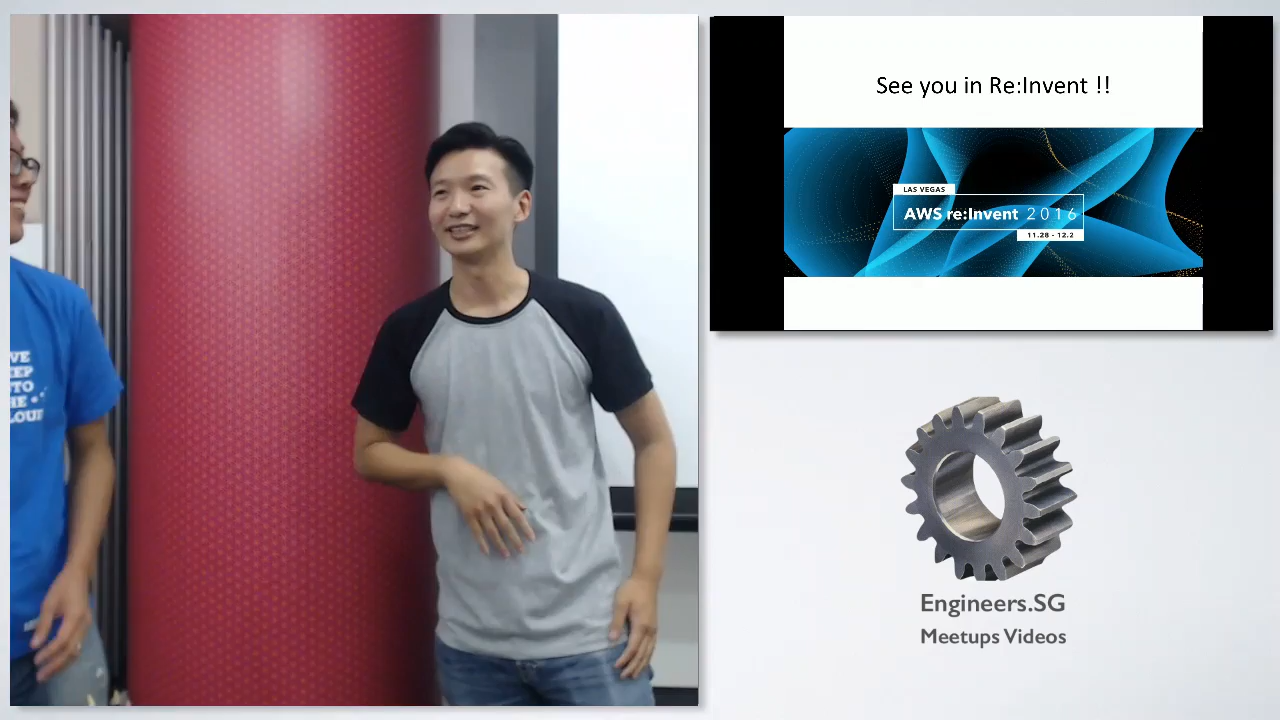 See you in Re:Invent !!
LAS VEGAS
AWS re:Invent 2016
11.28 - 12.2
THE
Engineers.SG
Meetups Videos